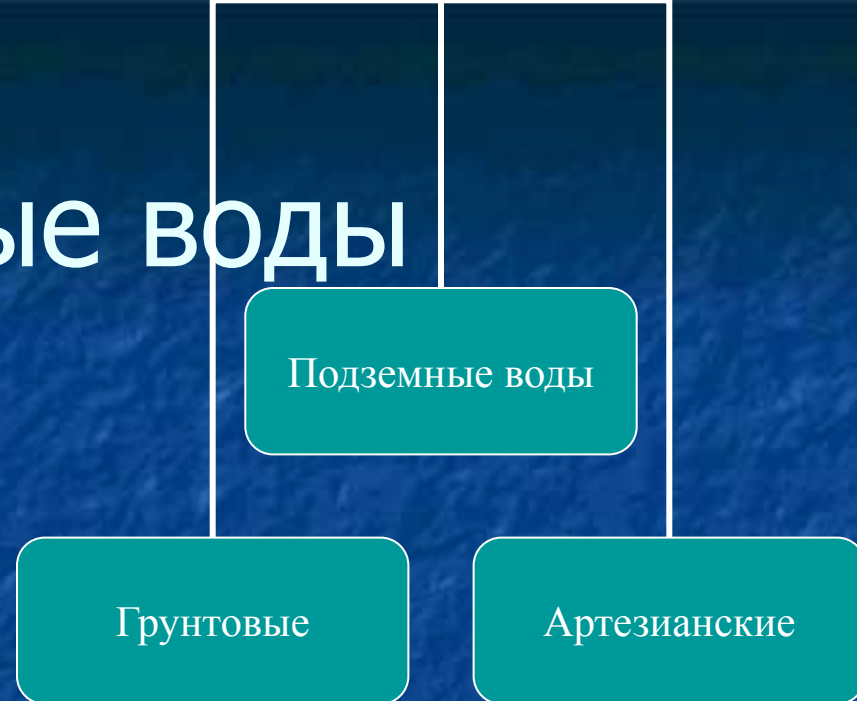 ые воды
Подземные воды
Грунтовые
Артезианские